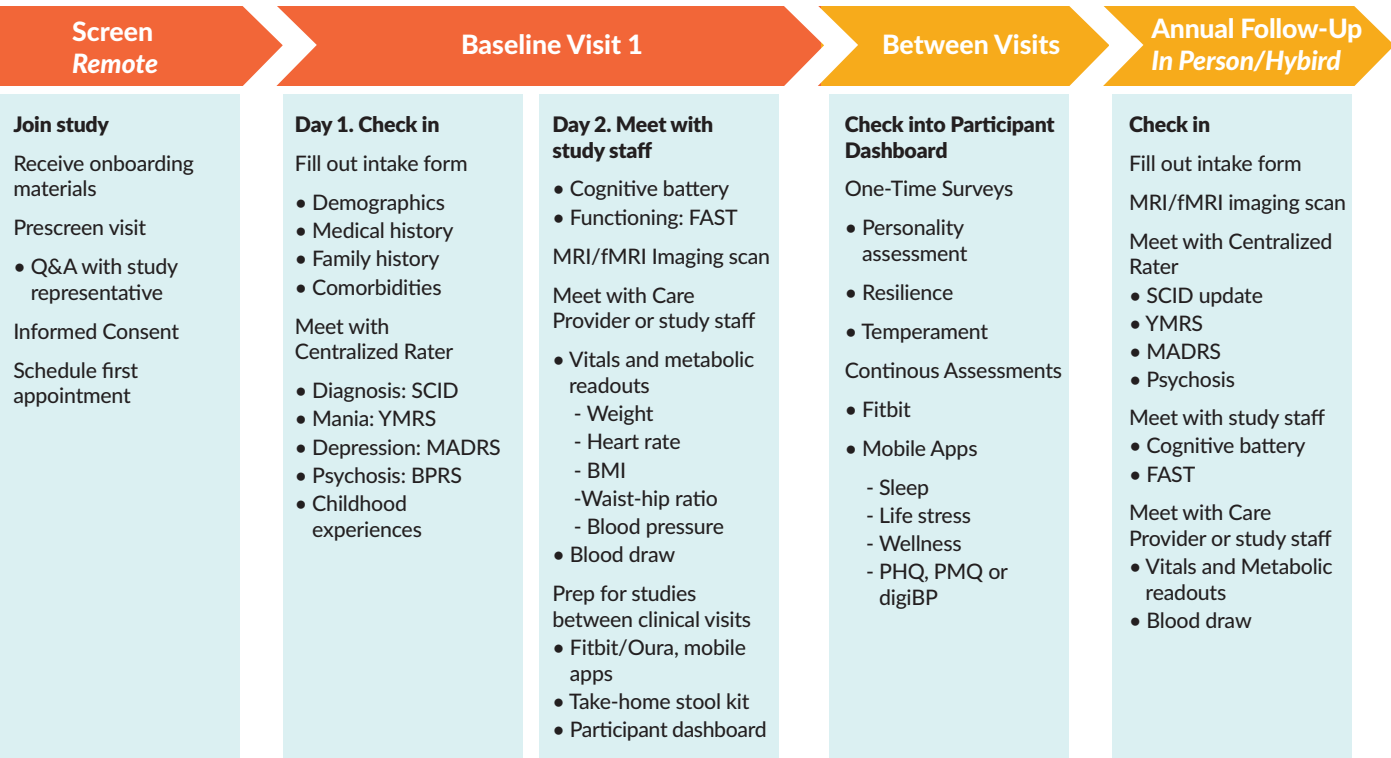 Screen
Remote
Baseline Visit 1
Between Visits
Annual Follow-Up
In Person/Hybird
Join study
Receive onboarding
materials
Prescreen visit
• Q&A with study
representative
Informed Consent
Schedule first
appointment
Day 1. Check in
Fill out intake form
• Demographics
• Medical history
• Family history
• Comorbidities
Meet with
Centralized Rater
• Diagnosis: SCID
• Mania: YMRS
• Depression: MADRS
• Psychosis: BPRS
• Childhood
experiences
Day 2. Meet with
study staff
• Cognitive battery
• Functioning: FAST
MRI/fMRI Imaging scan
Meet with Care
Provider or study staff
• Vitals and metabolic
readouts
- Weight
- Heart rate
- BMI
-Waist-hip ratio
- Blood pressure
• Blood draw
Prep for studies
between clinical visits
• Fitbit/Oura, mobile
apps
• Take-home stool kit
• Participant dashboard
Check into Participant
Dashboard
One-Time Surveys
• Personality
assessment
• Resilience
• Temperament
Continous Assessments
• Fitbit
• Mobile Apps
- Sleep
- Life stress
- Wellness
- PHQ, PMQ or
digiBP
Check in
Fill out intake form
MRI/fMRI imaging scan
Meet with Centralized
Rater
• SCID update
• YMRS
• MADRS
• Psychosis
Meet with study staff
• Cognitive battery
• FAST
Meet with Care
Provider or study staff
• Vitals and Metabolic
readouts
• Blood draw